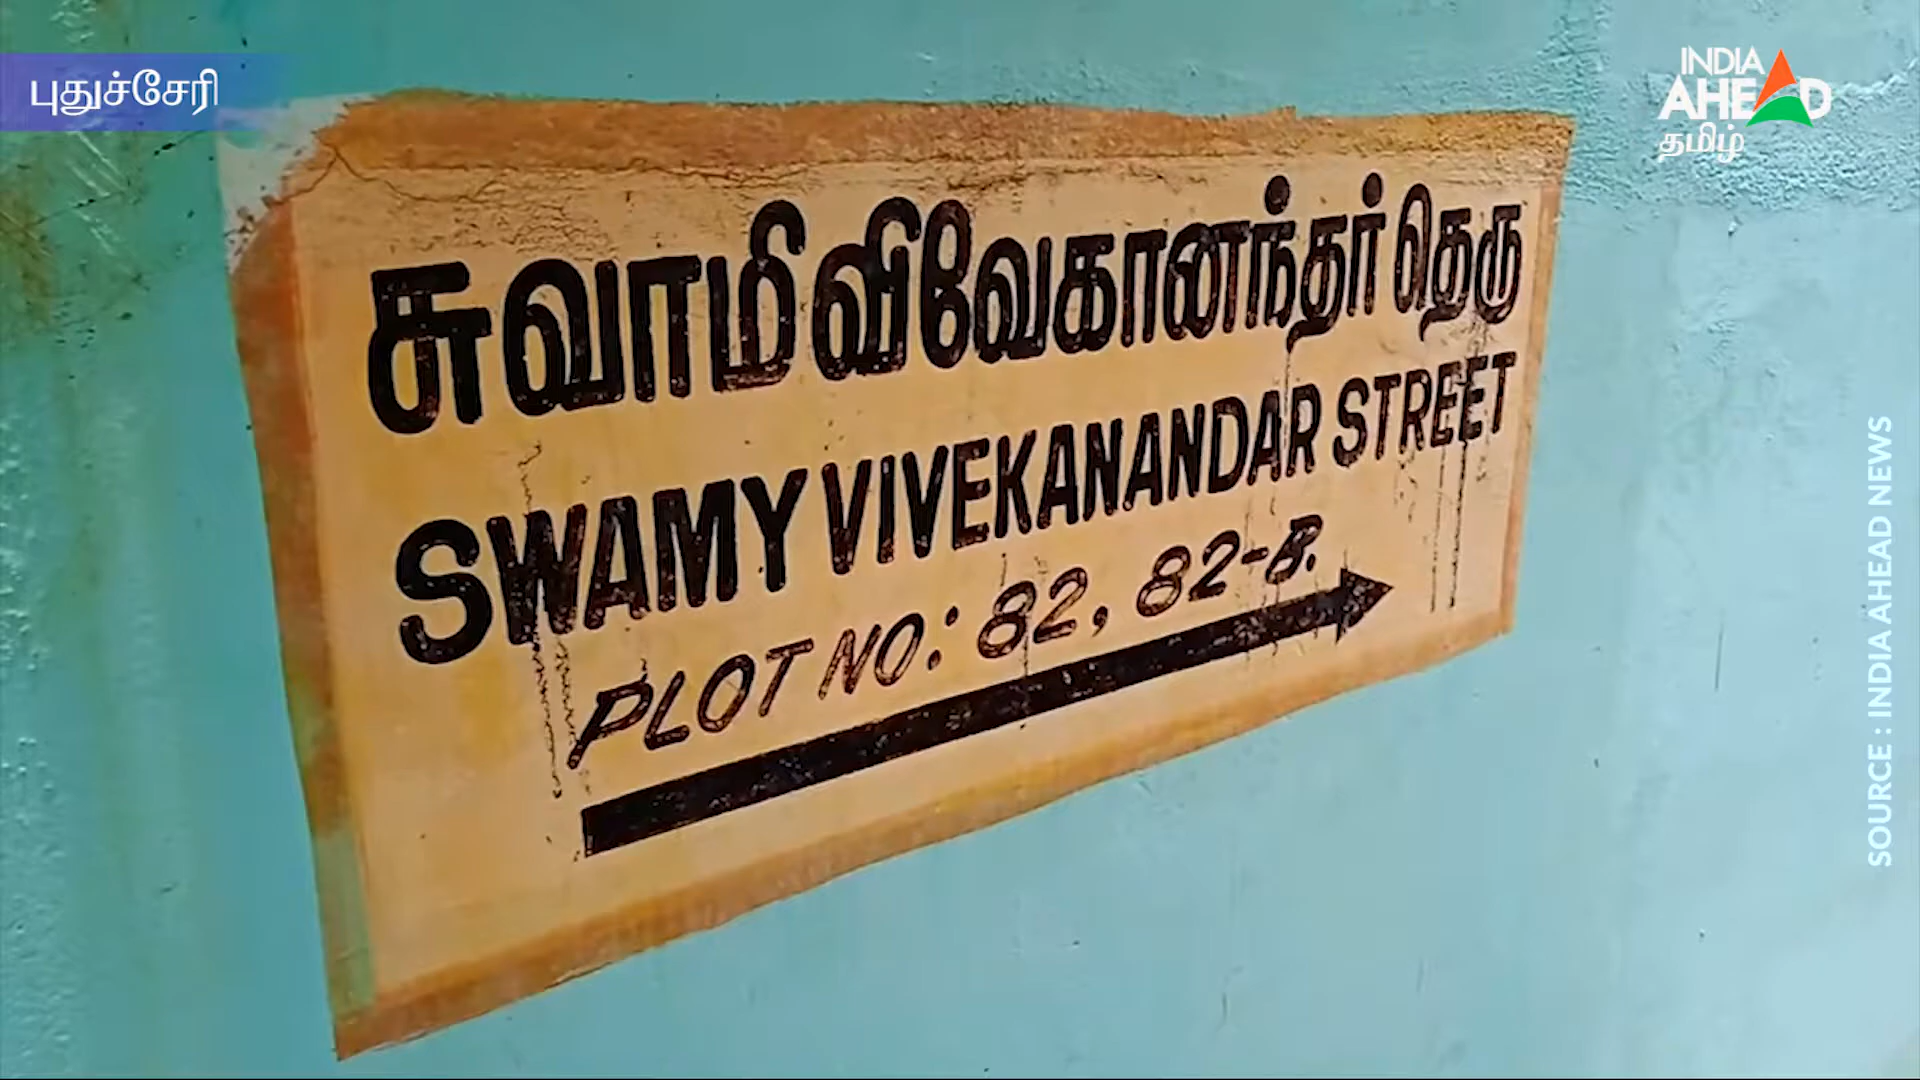 புதுச்சேரி
INDIA
AHEAD
தமிழ்
சுவாமிவிவேகானந்தர் தெரு
SWAMY VIVEKANANDAR STREET
PLOT NO: 82, 82-B.
SOURCE : INDIA AHEAD NEWS